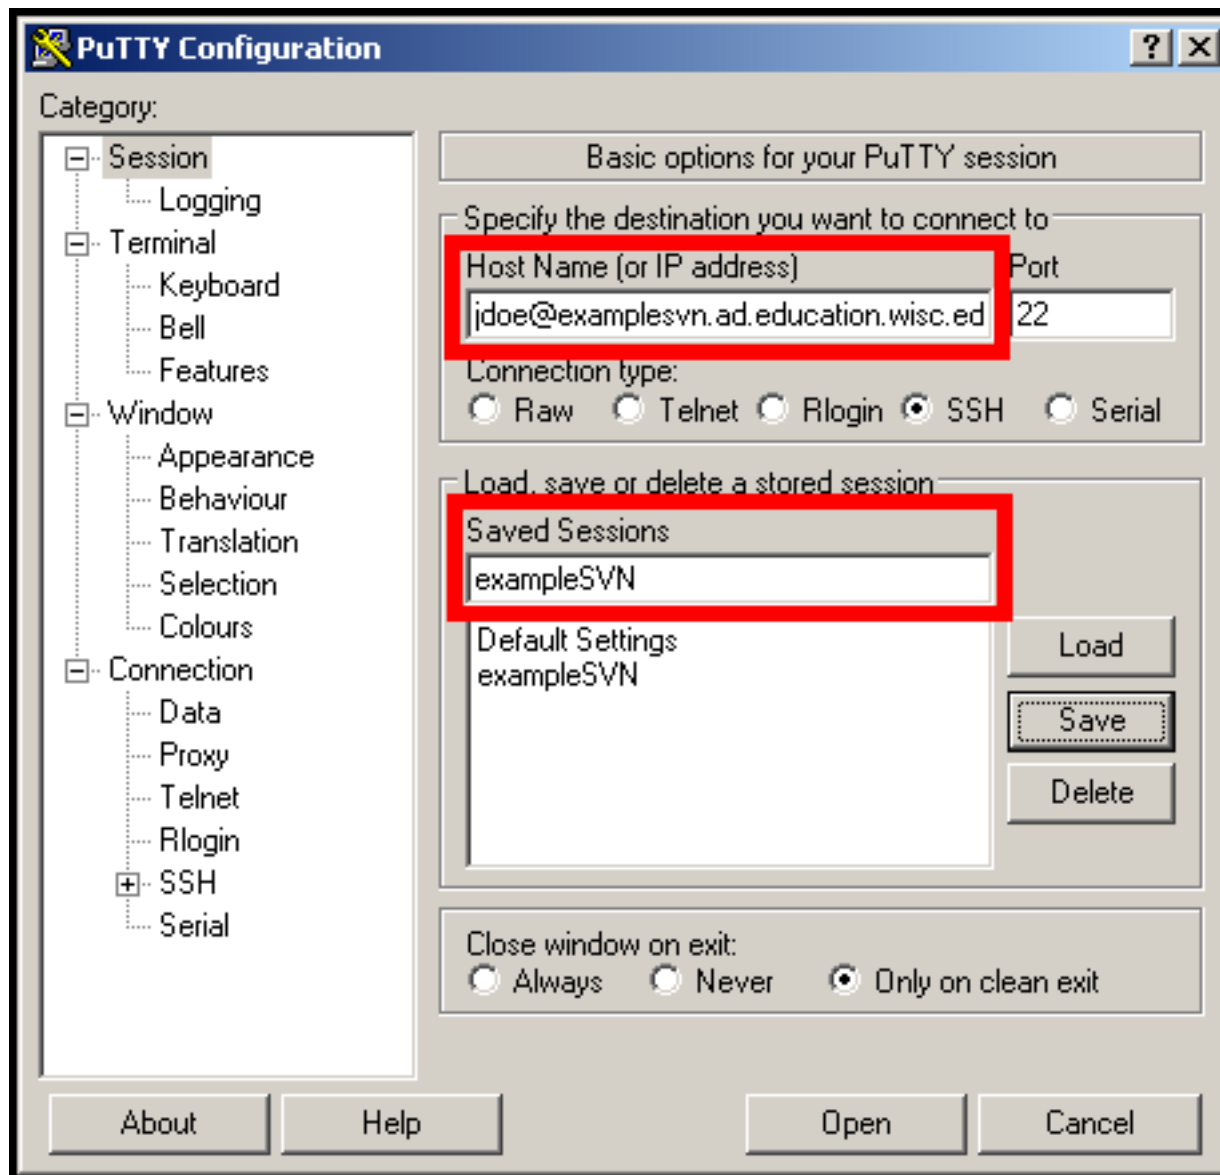 PuTTY Configuration
Category:
Session
Logging
Terminal
Keyboard
Bell
Features
Window
Appearance
Behaviour
Translation
Selection
Colours
Connection
Data
Proxy
Telnet
Rlogin
SSH
Serial
Basic options for your PuTTY session
Specify the destination you want to connect to
Host Name (or IP address) Port
jdoe@examplesvn.ad.education.wisc.ed 22
Connection type:
Raw Telnet Rlogin SSH Serial
Load, save or delete a stored session
Saved Sessions
exampleSVN
Default Settings
exampleSVN
Load
Save
Delete
Close window on exit:
Always Never Only on clean exit
About Help Open Cancel